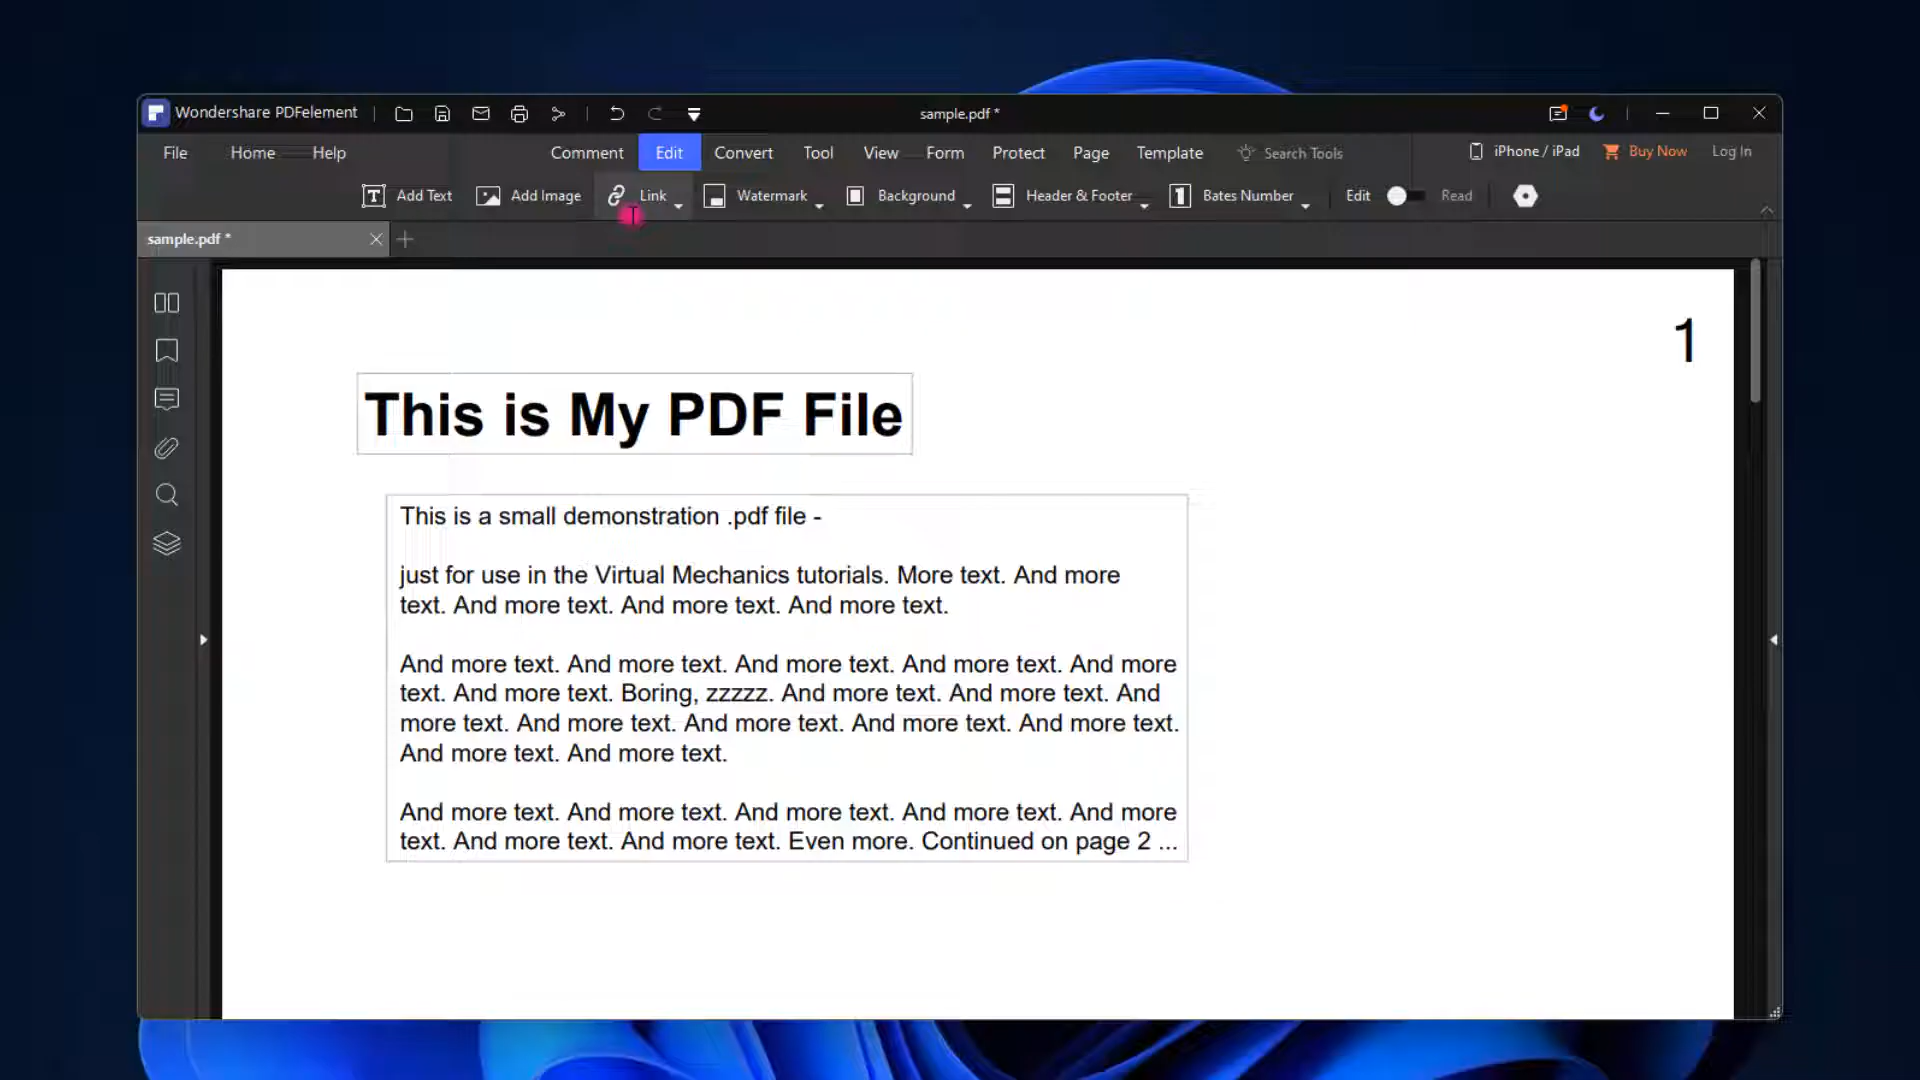 Wondershare PDFelement
sample.pdf *
File Home Help Comment Edit Convert Tool View Form Protect Page Template Search Tools iPhone / iPad Buy Now Log In
Add Text Add Image Link Watermark Background Header & Footer Bates Number Edit Read
sample.pdf *
1
This is My PDF File
This is a small demonstration .pdf file -
just for use in the Virtual Mechanics tutorials. More text. And more
text. And more text. And more text. And more text.
And more text. And more text. And more text. And more text. And more
text. And more text. Boring, zzzzz. And more text. And more text. And
more text. And more text. And more text. And more text. And more text.
And more text. And more text.
And more text. And more text. And more text. And more text. And more
text. And more text. And more text. Even more. Continued on page 2 ...